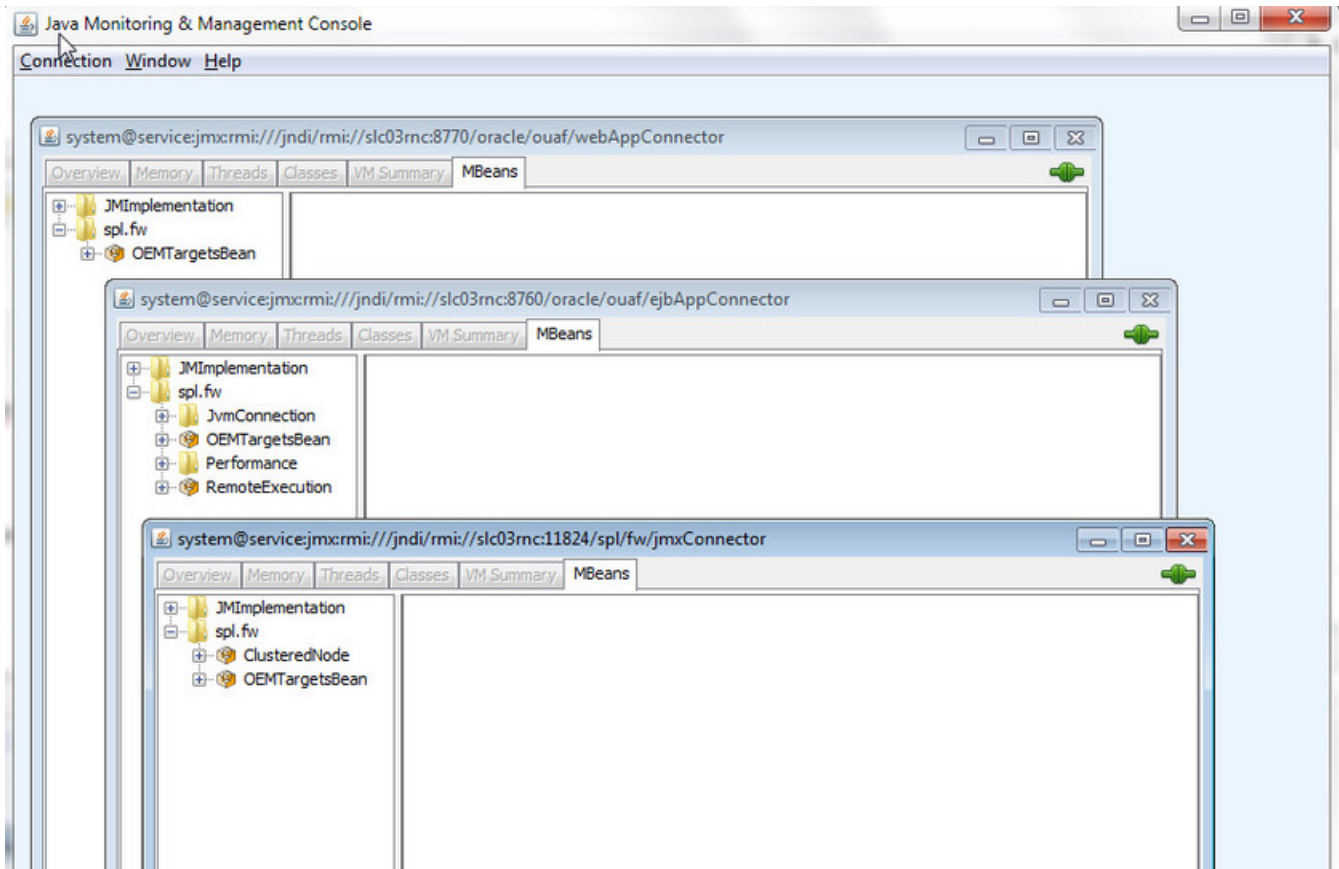 Java Monitoring & Management Console
Connection Window Help
system@service:jmx:rmi:///jndi/rmi://slc03rnc:8770/oracle/ouaf/webAppConnector
Overview Memory Threads Classes VM Summary MBeans
JMImplementation
spl.fw
OEMTargetsBean
system@service:jmx:rmi:///jndi/rmi://slc03rnc:8760/oracle/ouaf/ejbAppConnector
Overview Memory Threads Classes VM Summary MBeans
JMImplementation
spl.fw
JvmConnection
OEMTargetsBean
Performance
RemoteExecution
system@service:jmx:rmi:///jndi/rmi://slc03rnc:11824/spl/fw/jmxConnector
Overview Memory Threads Classes VM Summary MBeans
JMImplementation
spl.fw
ClusteredNode
OEMTargetsBean